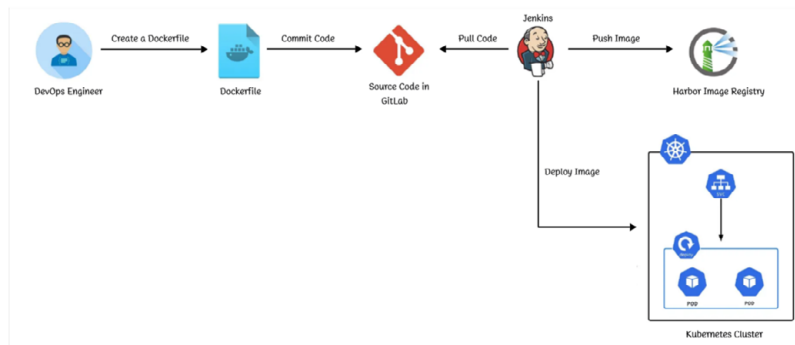 Jenkins
Create a Dockerfile
Commit Code
Pull Code
Push Image
DevOps Engineer
Dockerfile
Source Code in
GitLab
Harbor Image Registry
Deploy Image
svc
Kubernetes Cluster